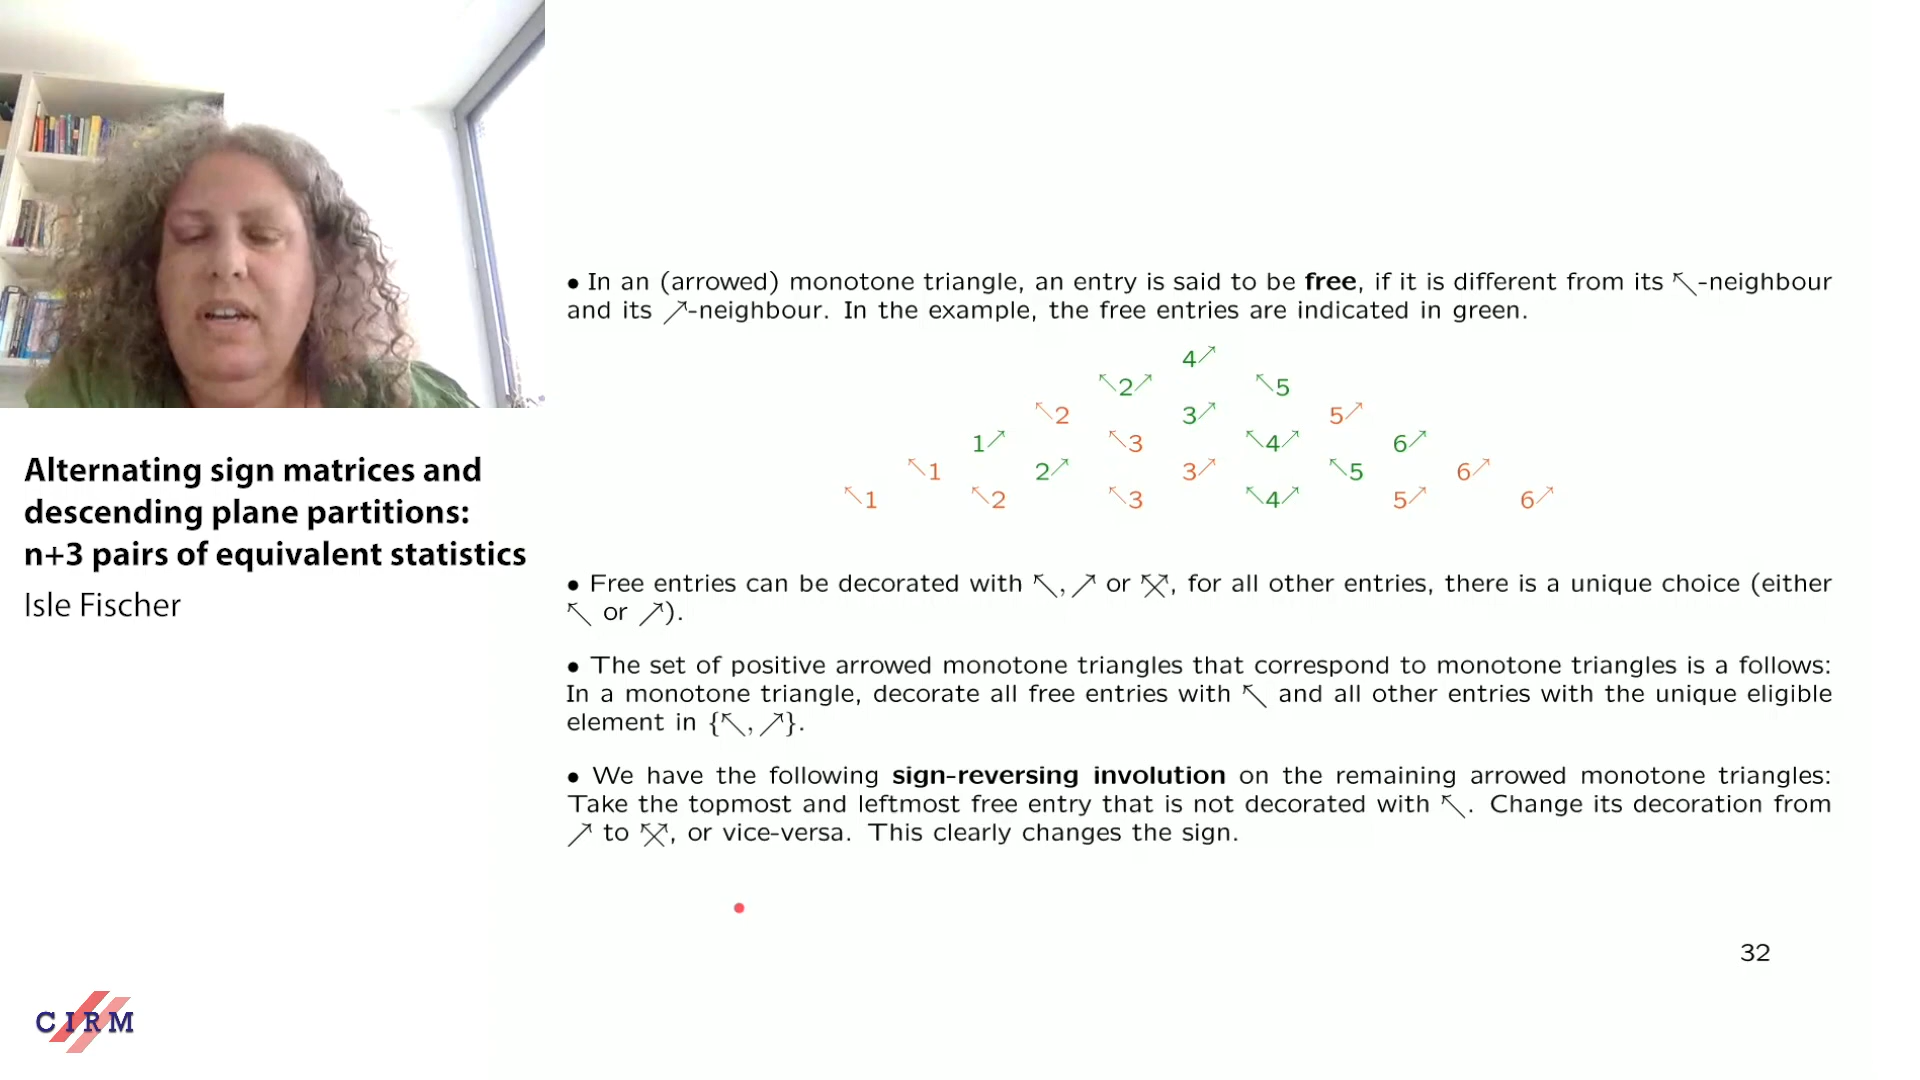 • In an (arrowed) monotone triangle, an entry is said to be free, if it is different from its ↖-neighbour
and its ↗-neighbour. In the example, the free entries are indicated in green.
4↗
↖2↗ ↖5
↖2 3↗ 5↗
1↗ ↖3 ↖4↗ 6↗
↖1 2↗ 3↗ ↖5 6↗
↖1 ↖2 ↖3 ↖4↗ 5↗ 6↗
Alternating sign matrices and
descending plane partitions:
n+3 pairs of equivalent statistics
Isle Fischer
• Free entries can be decorated with ↖, ↗ or ↖↗, for all other entries, there is a unique choice (either
↖ or ↗).
• The set of positive arrowed monotone triangles that correspond to monotone triangles is a follows:
In a monotone triangle, decorate all free entries with ↖ and all other entries with the unique eligible
element in {↖, ↗}.
• We have the following sign-reversing involution on the remaining arrowed monotone triangles:
Take the topmost and leftmost free entry that is not decorated with ↖. Change its decoration from
↗ to ↖↗, or vice-versa. This clearly changes the sign.
32
CIRM